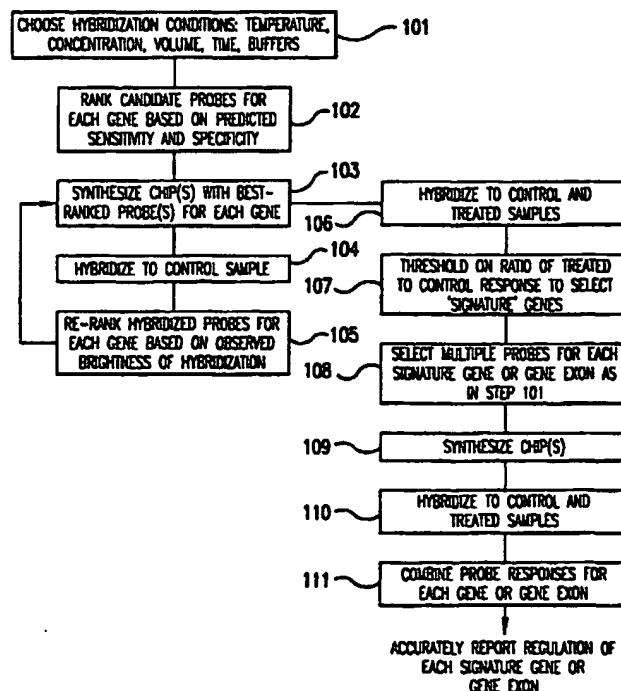 CHOOSE HYBRIDIZATION CONDITIONS: TEMPERATURE,
CONCENTRATION, VOLUME, TIME, BUFFERS
101
RANK CANDIDATE PROBES FOR
EACH GENE BASED ON PREDICTED
SENSITIVITY AND SPECIFICITY
102
SYNTHESIZE CHIP(S) WITH BEST-
RANKED PROBE(S) FOR EACH GENE
103
HYBRIDIZE TO CONTROL SAMPLE
104
RE-RANK HYBRIDIZED PROBES FOR
EACH GENE BASED ON OBSERVED
BRIGHTNESS OF HYBRIDIZATION
105
HYBRIDIZE TO CONTROL AND
TREATED SAMPLES
106
THRESHOLD ON RATIO OF TREATED
TO CONTROL RESPONSE TO SELECT
'SIGNATURE' GENES
107
SELECT MULTIPLE PROBES FOR EACH
SIGNATURE GENE OR GENE EXON AS
IN STEP 101
108
SYNTHESIZE CHIP(S)
109
HYBRIDIZE TO CONTROL AND
TREATED SAMPLES
110
COMBINE PROBE RESPONSES FOR
EACH GENE OR GENE EXON
111
ACCURATELY REPORT REGULATION OF
EACH SIGNATURE GENE OR
GENE EXON